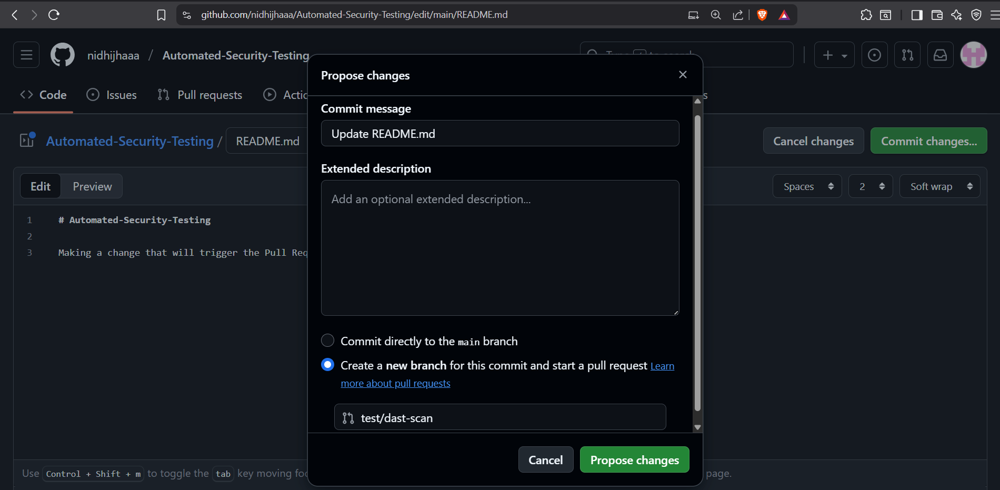 github.com/nidhijhaaa/Automated-Security-Testing/edit/main/README.md
nidhijhaaa / Automated-Security-Testing
Code
Issues
Pull requests
Propose changes
Commit message
Update README.md
Automated-Security-Testing / README.md
Cancel changes
Commit changes...
Extended description
Add an optional extended description...
Edit
Preview
Spaces
2
Soft wrap
1 # Automated-Security-Testing
2
3 Making a change that will trigger the Pull Req
Commit directly to the main branch
Create a new branch for this commit and start a pull request Learn
more about pull requests
test/dast-scan
Cancel
Propose changes
Use Control + Shift + m to toggle the tab key moving foc
page.